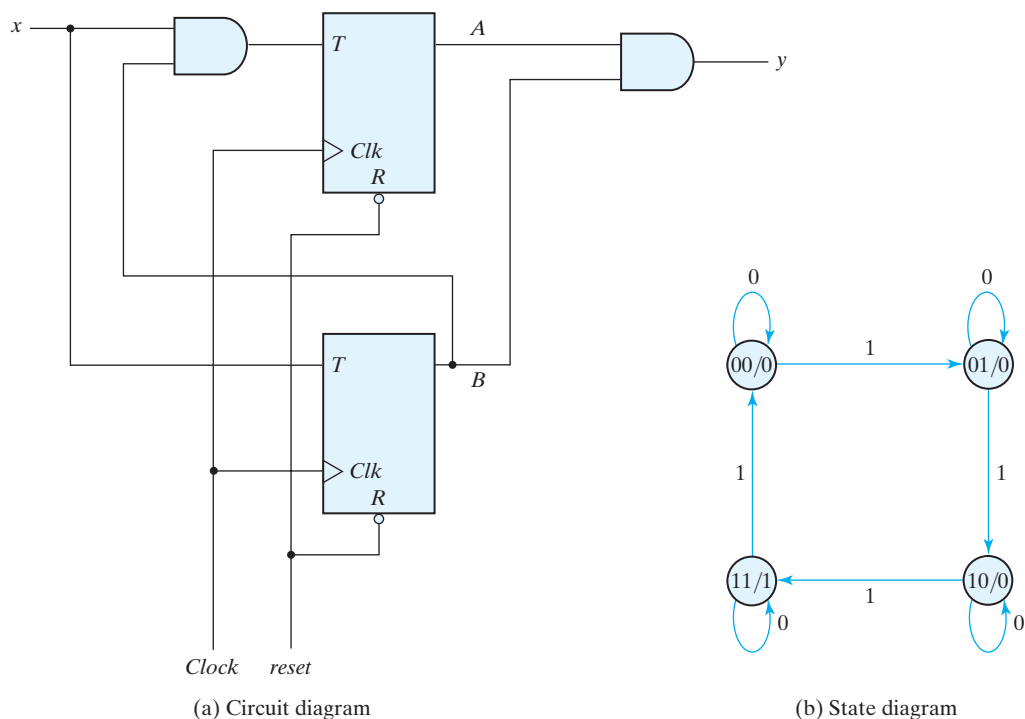 x
T
A
y
Clk
R
T
B
Clk
R
Clock
reset
(a) Circuit diagram
0
0
00/0
1
01/0
1
1
11/1
1
10/0
0
0
(b) State diagram